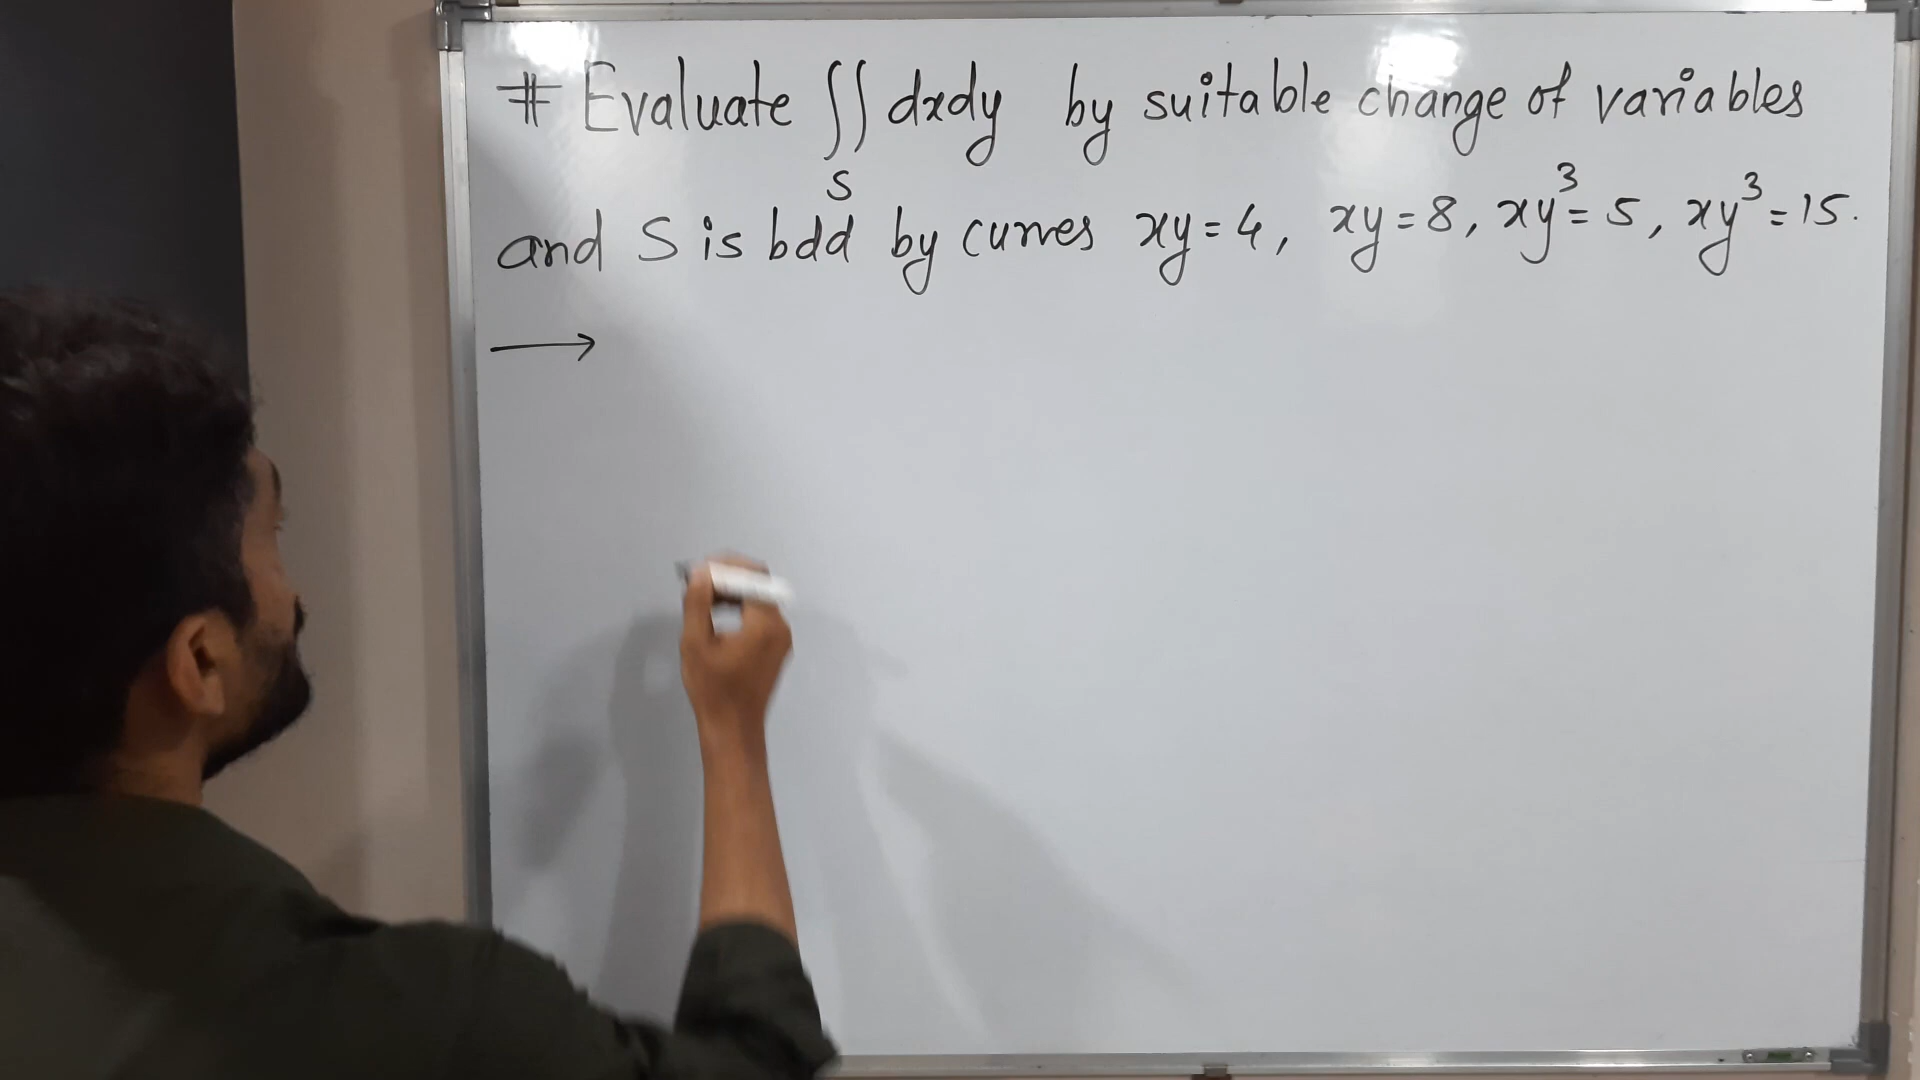 # Evaluate ∬_S dxdy by suitable change of variables
and S is bdd by curves xy = 4, xy = 8, xy³ = 5, xy³ = 15.
→